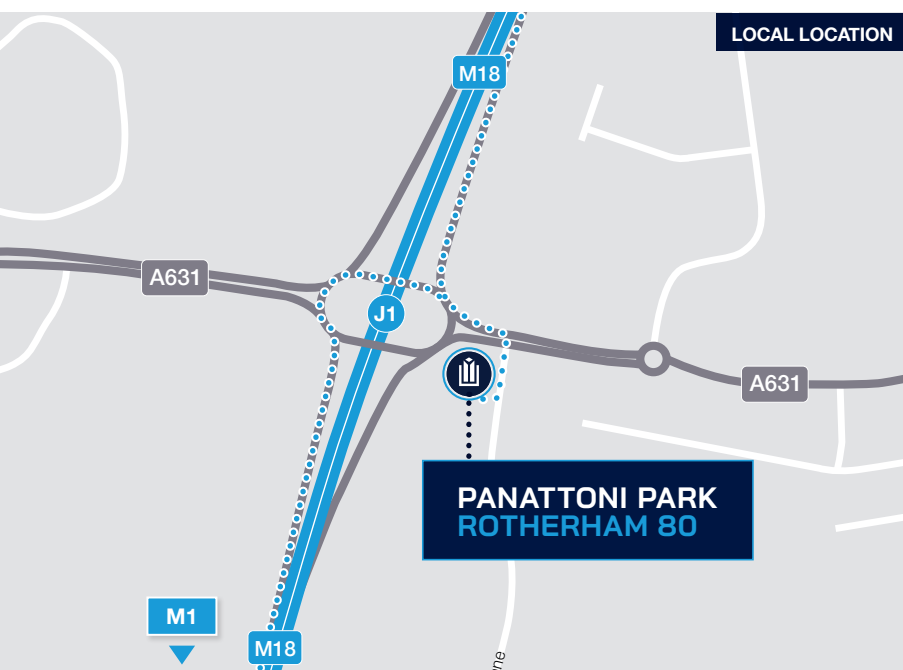 LOCAL LOCATION
M18
A631
J1
A631
PANATTONI PARK
ROTHERHAM 80
M1
M18